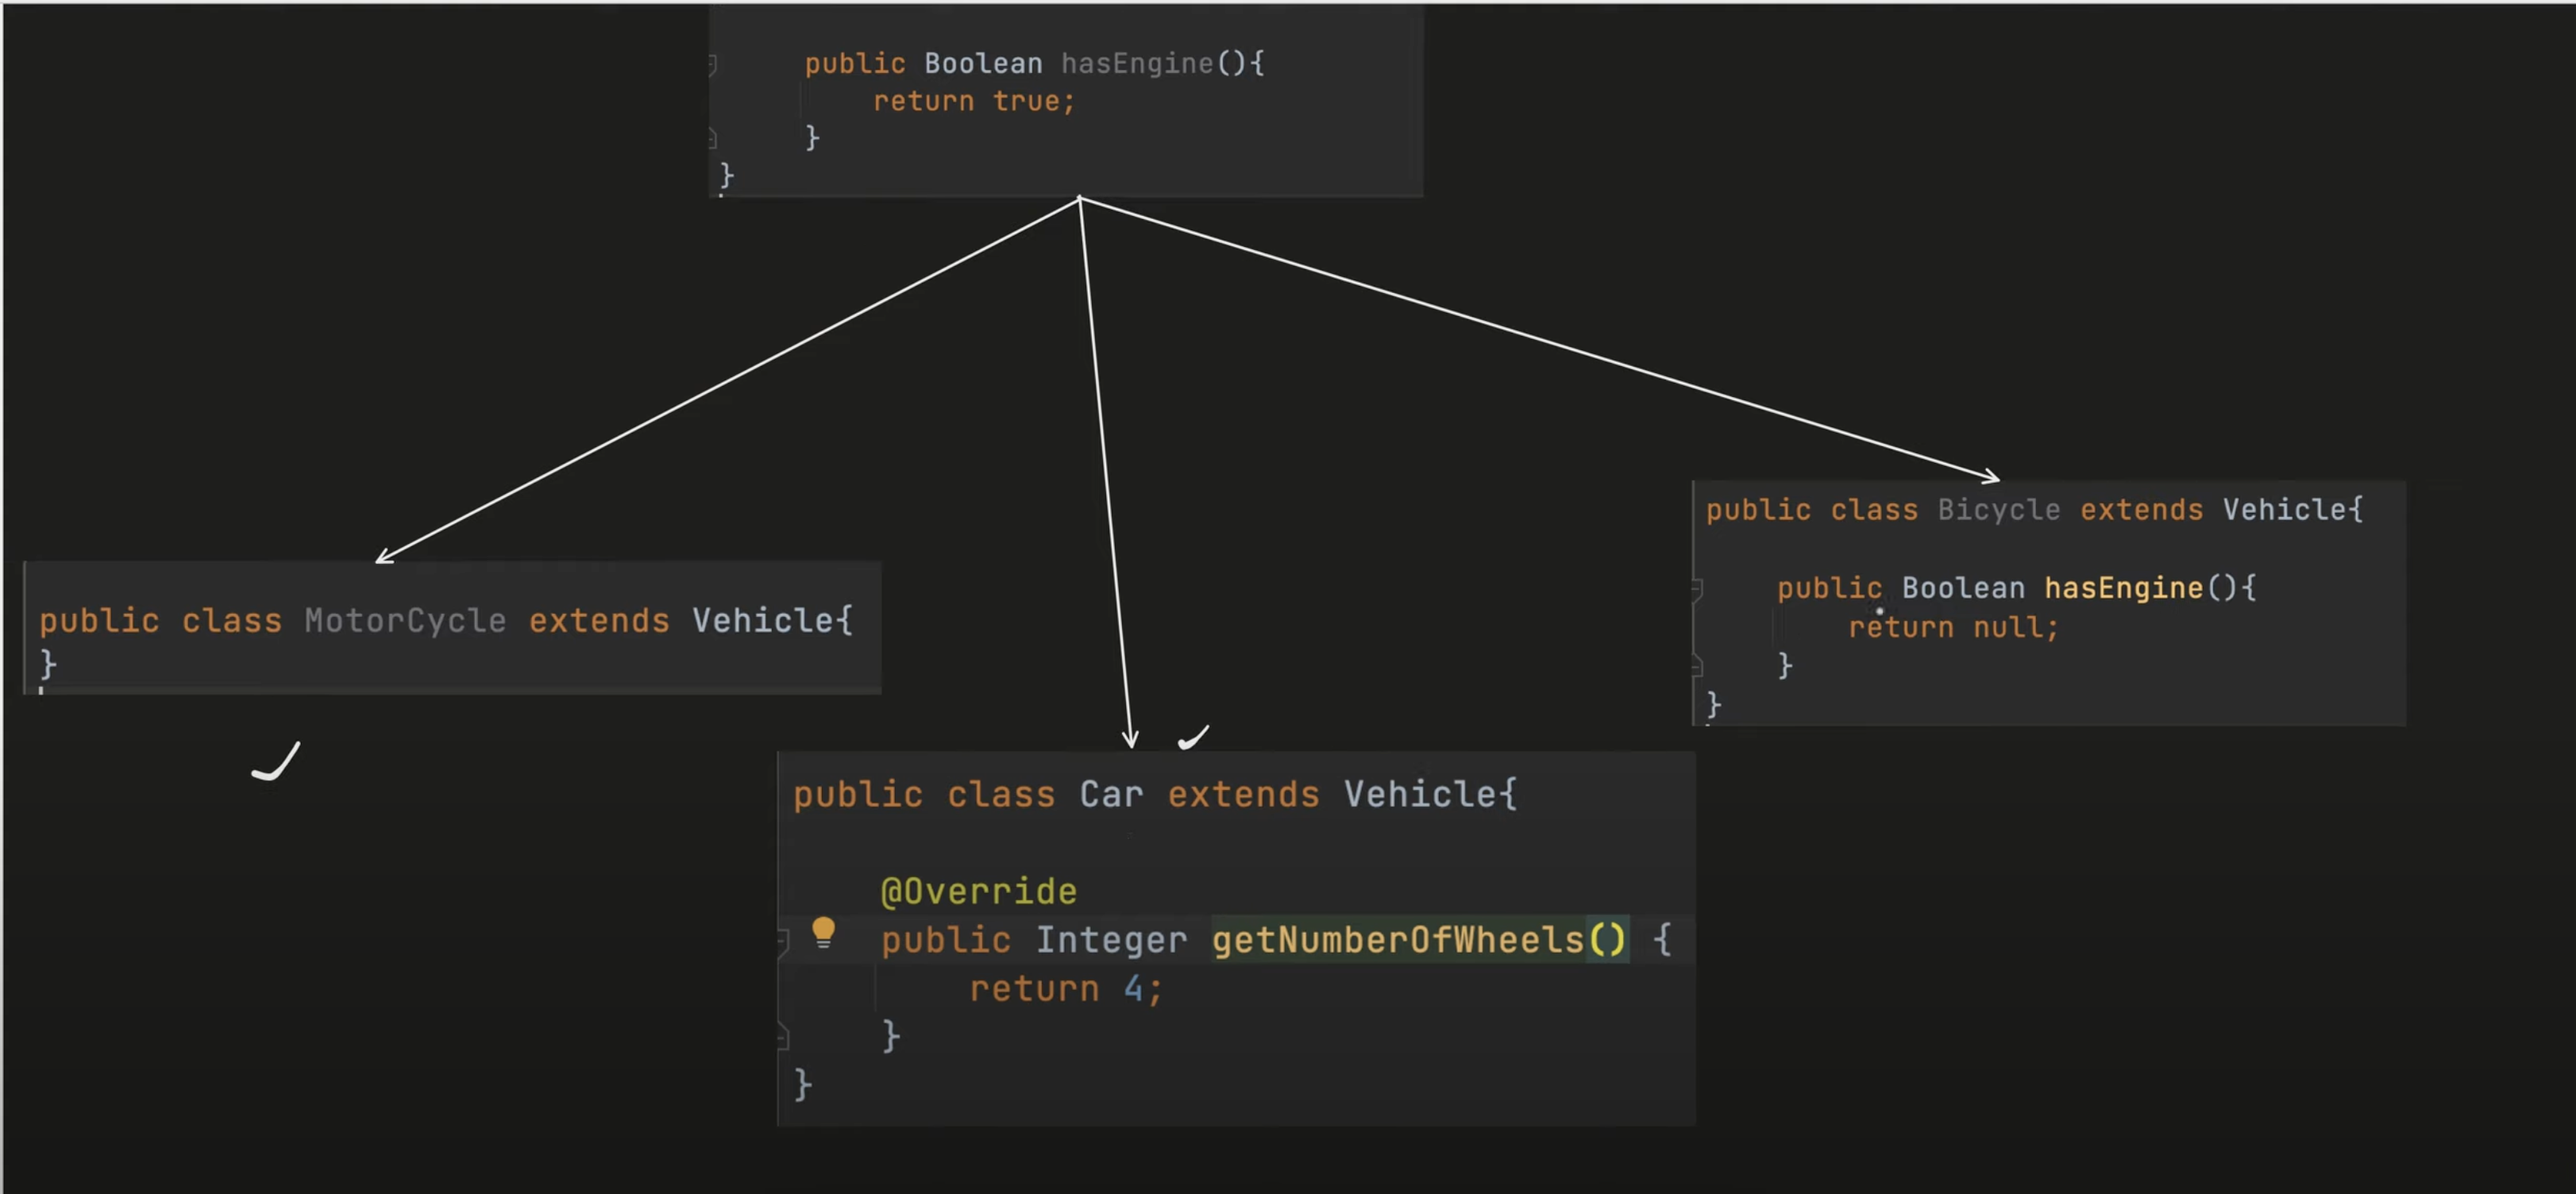 public Boolean hasEngine(){
return true;
}
}
public class MotorCycle extends Vehicle{
}
public class Car extends Vehicle{
@Override
public Integer getNumberOfWheels() {
return 4;
}
}
public class Bicycle extends Vehicle{
public Boolean hasEngine(){
return null;
}
}